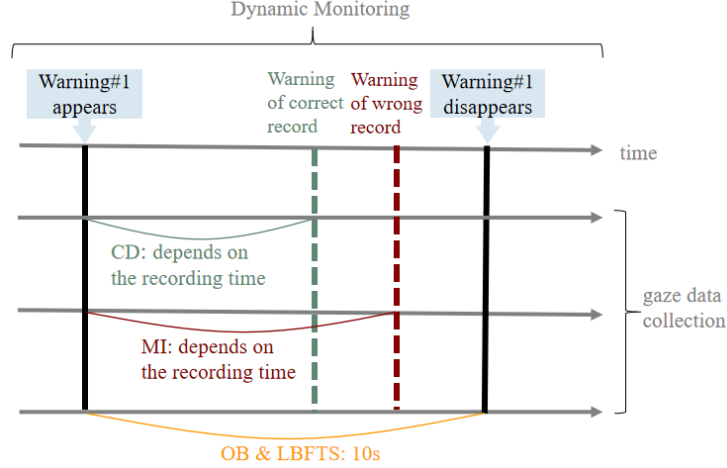 Dynamic Monitoring
Warning#1
appears
Warning
of correct
record
Warning
of wrong
record
Warning#1
disappears
time
CD: depends on
the recording time
gaze data
collection
MI: depends on
the recording time
OB & LBFTS: 10s